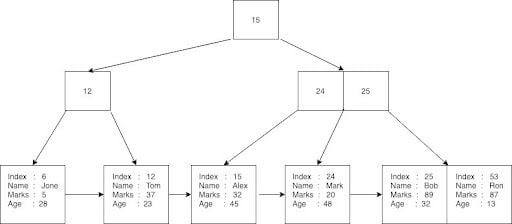 15
12
24 25
Index : 6
Name : Jone
Marks : 5
Age : 28
Index : 12
Name : Tom
Marks : 37
Age : 23
Index : 15
Name : Alex
Marks : 32
Age : 45
Index : 24
Name : Mark
Marks : 20
Age : 48
Index : 25
Name : Bob
Marks : 89
Age : 32
Index : 53
Name : Ron
Marks : 87
Age : 13